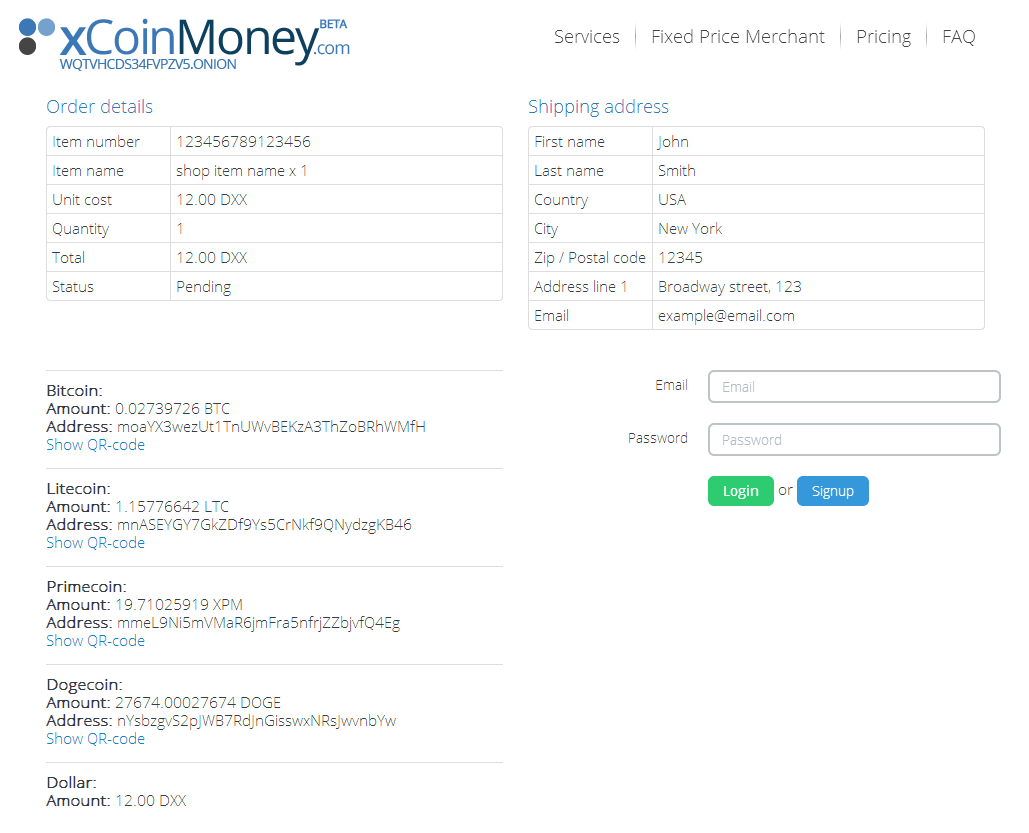 xCoinMoney.com BETA
WQTVHCDS34FVPZV5.ONION
Services Fixed Price Merchant Pricing FAQ
Order details
Item number 123456789123456
Item name shop item name x 1
Unit cost 12.00 DXX
Quantity 1
Total 12.00 DXX
Status Pending
Shipping address
First name John
Last name Smith
Country USA
City New York
Zip / Postal code 12345
Address line 1 Broadway street, 123
Email example@email.com
Bitcoin:
Amount: 0.02739726 BTC
Address: moaYX3wezUt1TnUWvBEKzA3ThZoBRhWMfH
Show QR-code
Litecoin:
Amount: 1.15776642 LTC
Address: mnASEYGY7GkZDf9Ys5CrNkf9QNydzgKB46
Show QR-code
Primecoin:
Amount: 19.71025919 XPM
Address: mmeL9Ni5mVMaR6jmFra5nfrjZZbjvfQ4Eg
Show QR-code
Dogecoin:
Amount: 27674.00027674 DOGE
Address: nYsbzgvS2pJWB7RdJnGisswxNRsJwvnbYw
Show QR-code
Dollar:
Amount: 12.00 DXX
Email Email
Password Password
Login or Signup